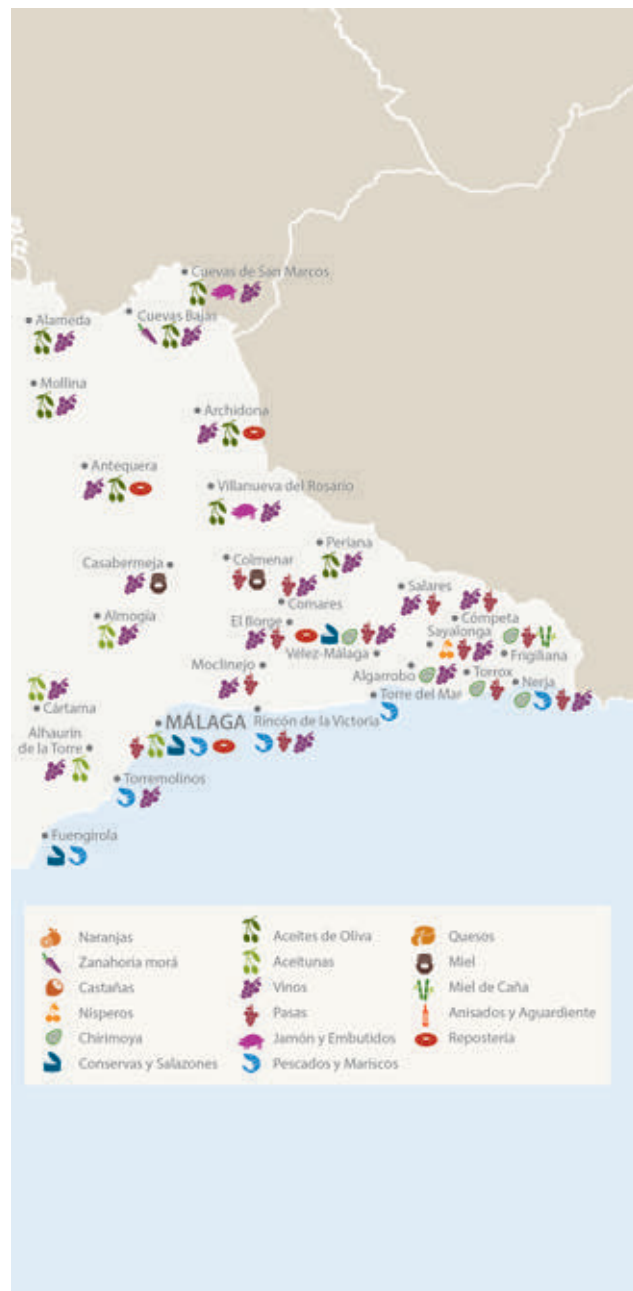 Cuevas de San Marcos
Cuevas Bajas
Alameda
Mollina
Archidona
Antequera
Villanueva del Rosario
Periana
Colmenar
Casabermeja
Salares
Comares
Almogía
Cómpeta
El Borge
Sayalonga
Vélez-Málaga
Frigiliana
Moclinejo
Algarrobo
Torrox
Nerja
Torre del Mar
Cártama
MÁLAGA
Rincón de la Victoria
Alhaurín
de la Torre
Torremolinos
Fuengirola
Naranjas
Zanahoria morá
Castañas
Nísperos
Chirimoya
Conservas y Salazones
Aceites de Oliva
Aceitunas
Vinos
Pasas
Jamón y Embutidos
Pescados y Mariscos
Quesos
Miel
Miel de Caña
Anisados y Aguardiente
Repostería